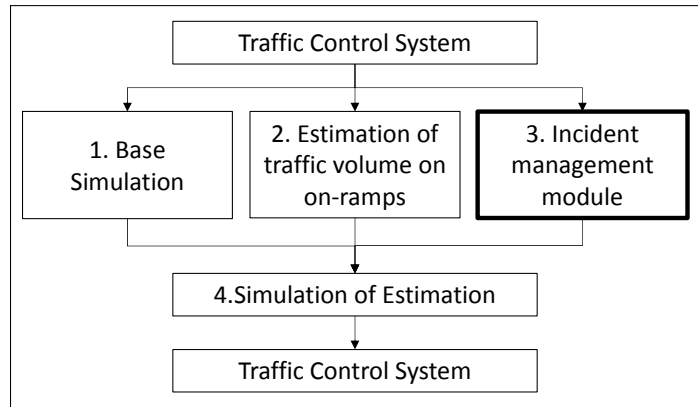 Traffic Control System
1. Base
Simulation
2. Estimation of
traffic volume on
on-ramps
3. Incident
management
module
4.Simulation of Estimation
Traffic Control System